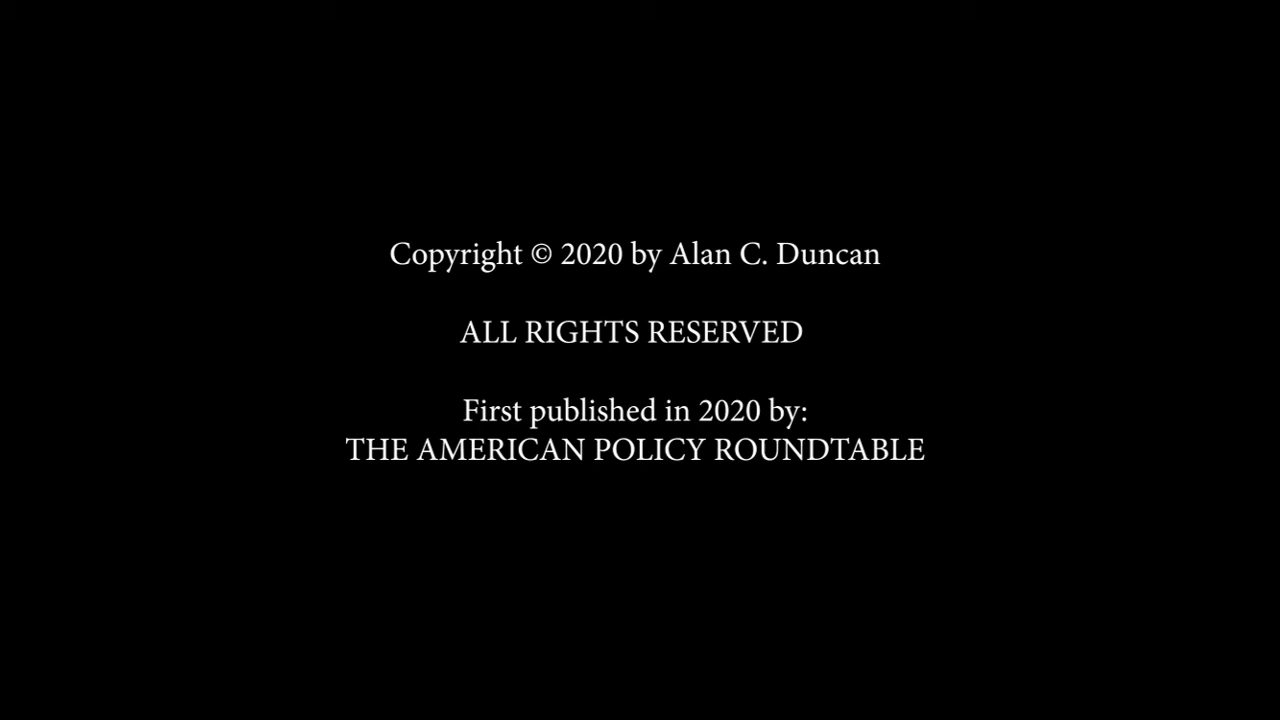 Copyright © 2020 by Alan C. Duncan
ALL RIGHTS RESERVED
First published in 2020 by:
THE AMERICAN POLICY ROUNDTABLE